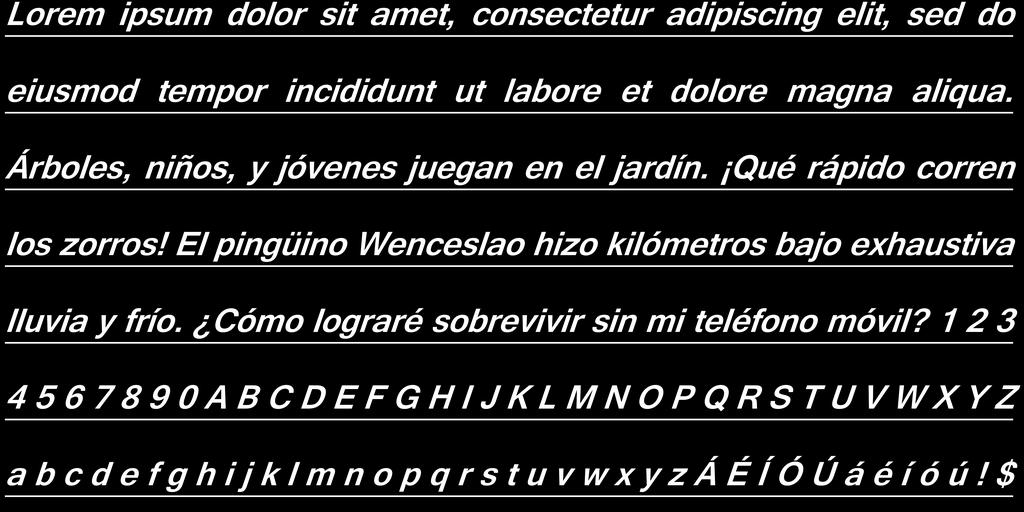 Lorem ipsum dolor sit amet, consectetur adipiscing elit, sed do
eiusmod tempor incididunt ut labore et dolore magna aliqua.
Árboles, niños, y jóvenes juegan en el jardín. ¡Qué rápido corren
los zorros! El pingüino Wenceslao hizo kilómetros bajo exhaustiva
lluvia y frío. ¿Cómo lograré sobrevivir sin mi teléfono móvil? 1 2 3
4 5 6 7 8 9 0 A B C D E F G H I J K L M N O P Q R S T U V W X Y Z
a b c d e f g h i j k l m n o p q r s t u v w x y z Á É Í Ó Ú á é í ó ú ! $